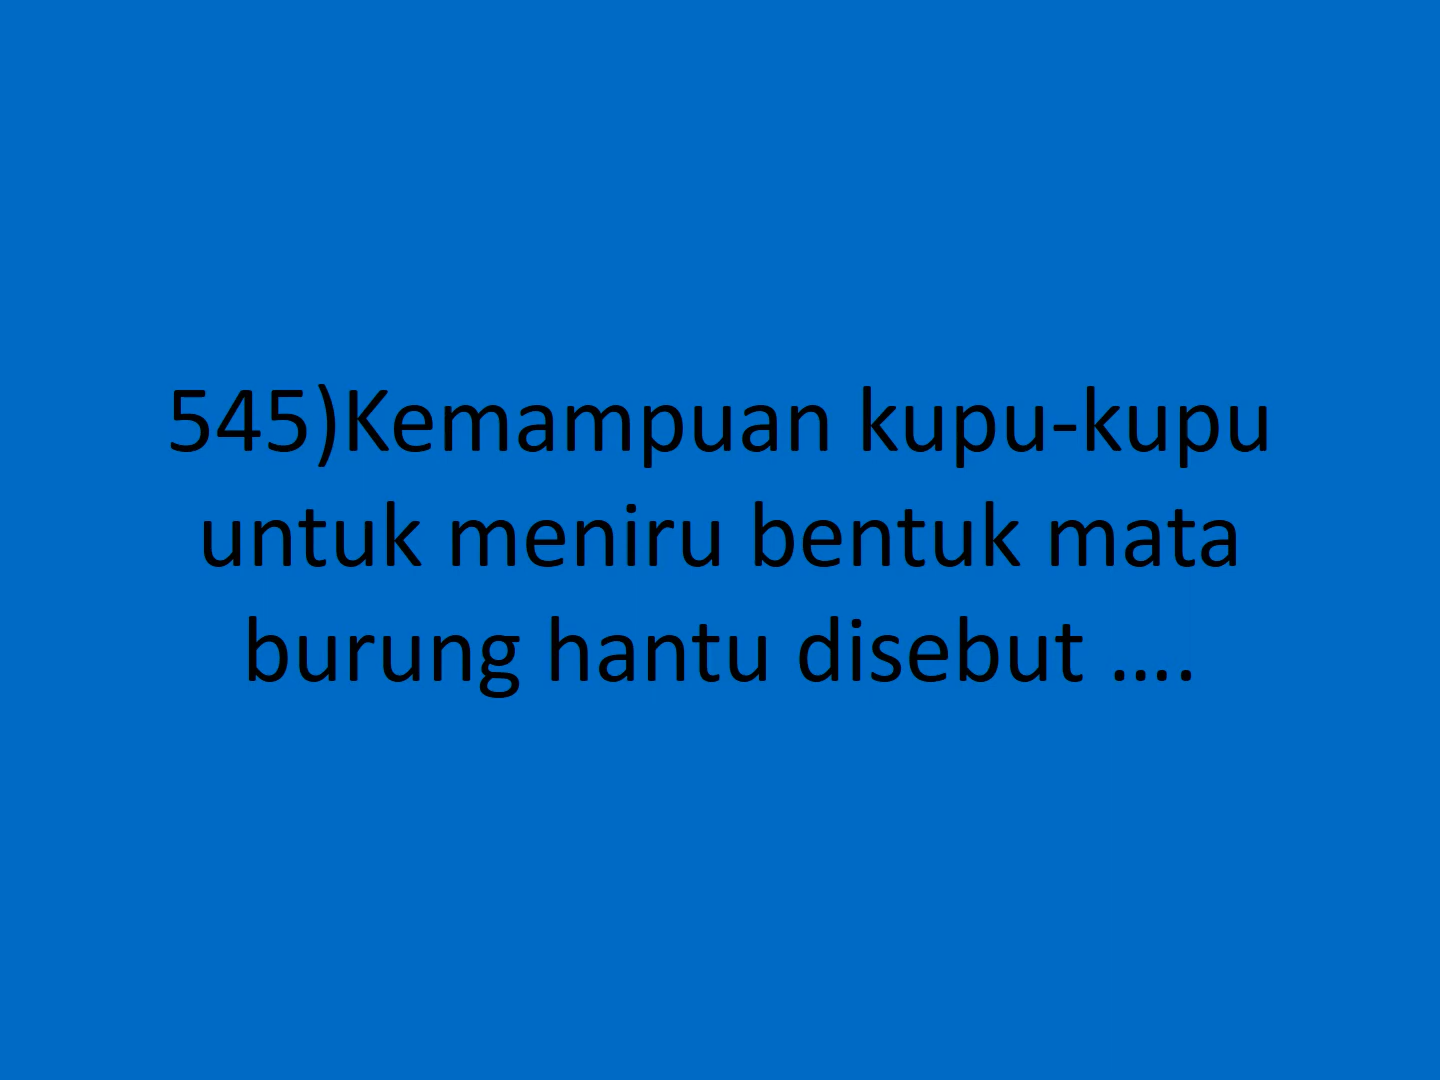 545)Kemampuan kupu-kupu
untuk meniru bentuk mata
burung hantu disebut ….